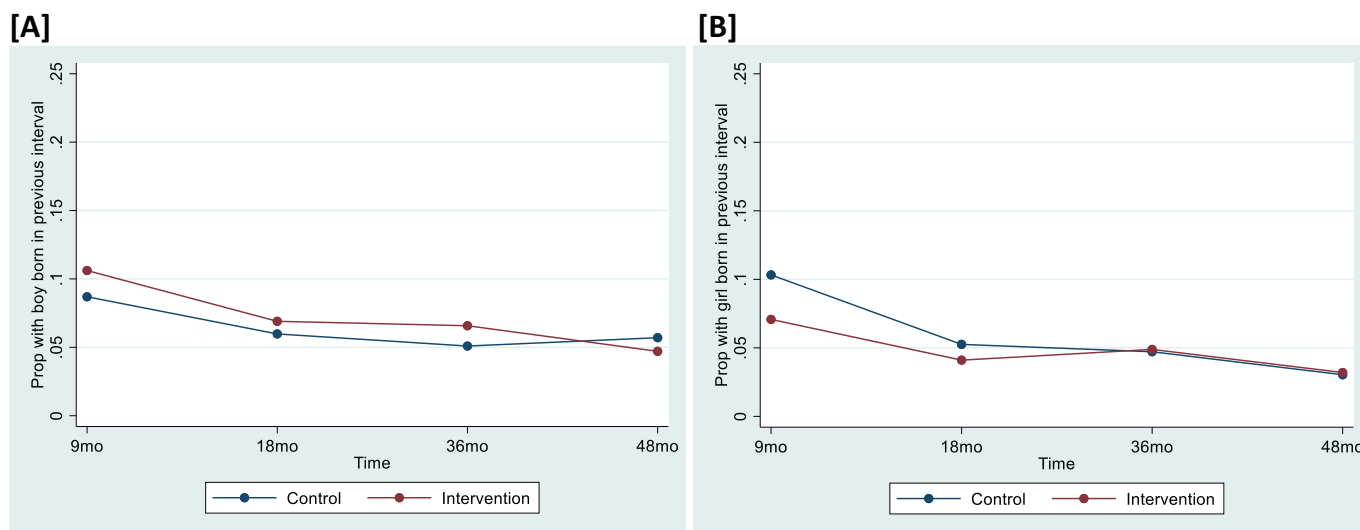 [A]
Prop with boy born in previous interval
.25
.2
.15
.1
.05
0
9mo
18mo
36mo
48mo
Time
Control
Intervention
[B]
Prop with girl born in previous interval
.25
.2
.15
.1
.05
0
9mo
18mo
36mo
48mo
Time
Control
Intervention